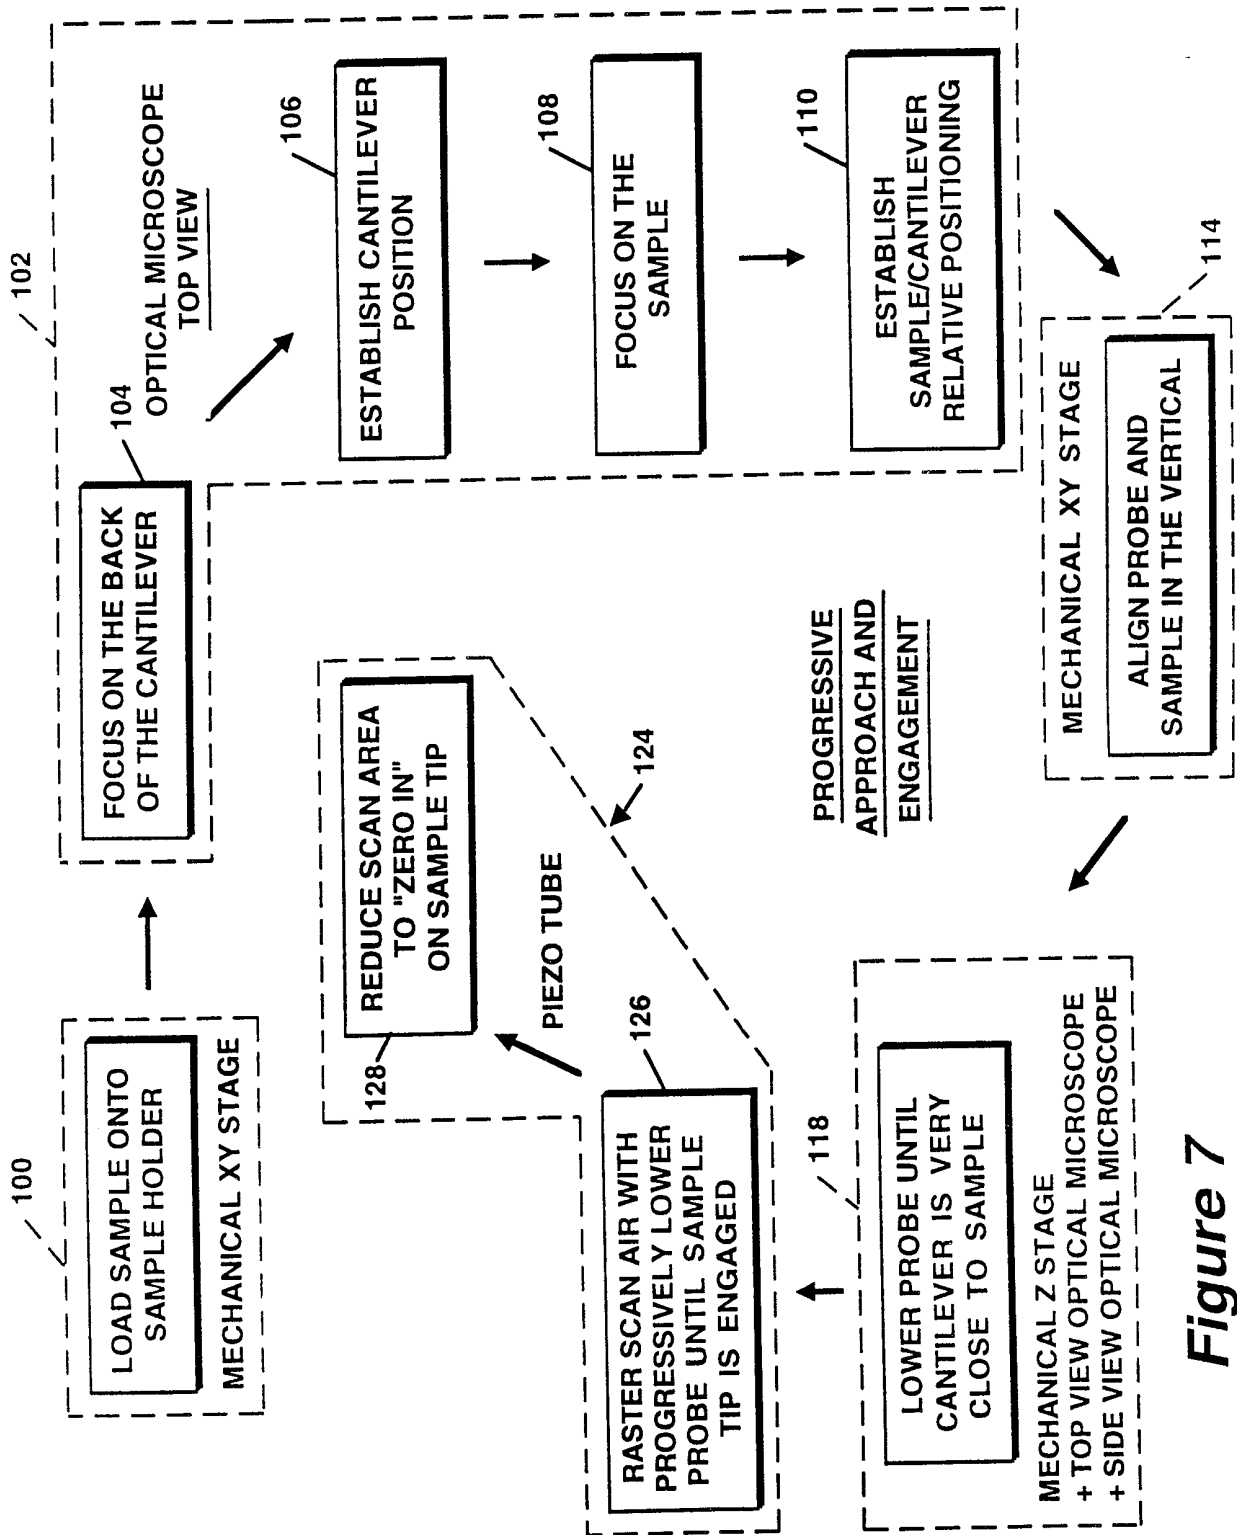 100
LOAD SAMPLE ONTO
SAMPLE HOLDER
MECHANICAL XY STAGE
102
104
FOCUS ON THE BACK
OF THE CANTILEVER
OPTICAL MICROSCOPE
TOP VIEW
106
ESTABLISH CANTILEVER
POSITION
108
FOCUS ON THE
SAMPLE
110
ESTABLISH
SAMPLE/CANTILEVER
RELATIVE POSITIONING
114
MECHANICAL XY STAGE
ALIGN PROBE AND
SAMPLE IN THE VERTICAL
PROGRESSIVE
APPROACH AND
ENGAGEMENT
118
LOWER PROBE UNTIL
CANTILEVER IS VERY
CLOSE TO SAMPLE
MECHANICAL Z STAGE
+ TOP VIEW OPTICAL MICROSCOPE
+ SIDE VIEW OPTICAL MICROSCOPE
124
126
RASTER SCAN AIR WITH
PROGRESSIVELY LOWER
PROBE UNTIL SAMPLE
TIP IS ENGAGED
PIEZO TUBE
128
REDUCE SCAN AREA
TO "ZERO IN"
ON SAMPLE TIP
Figure 7